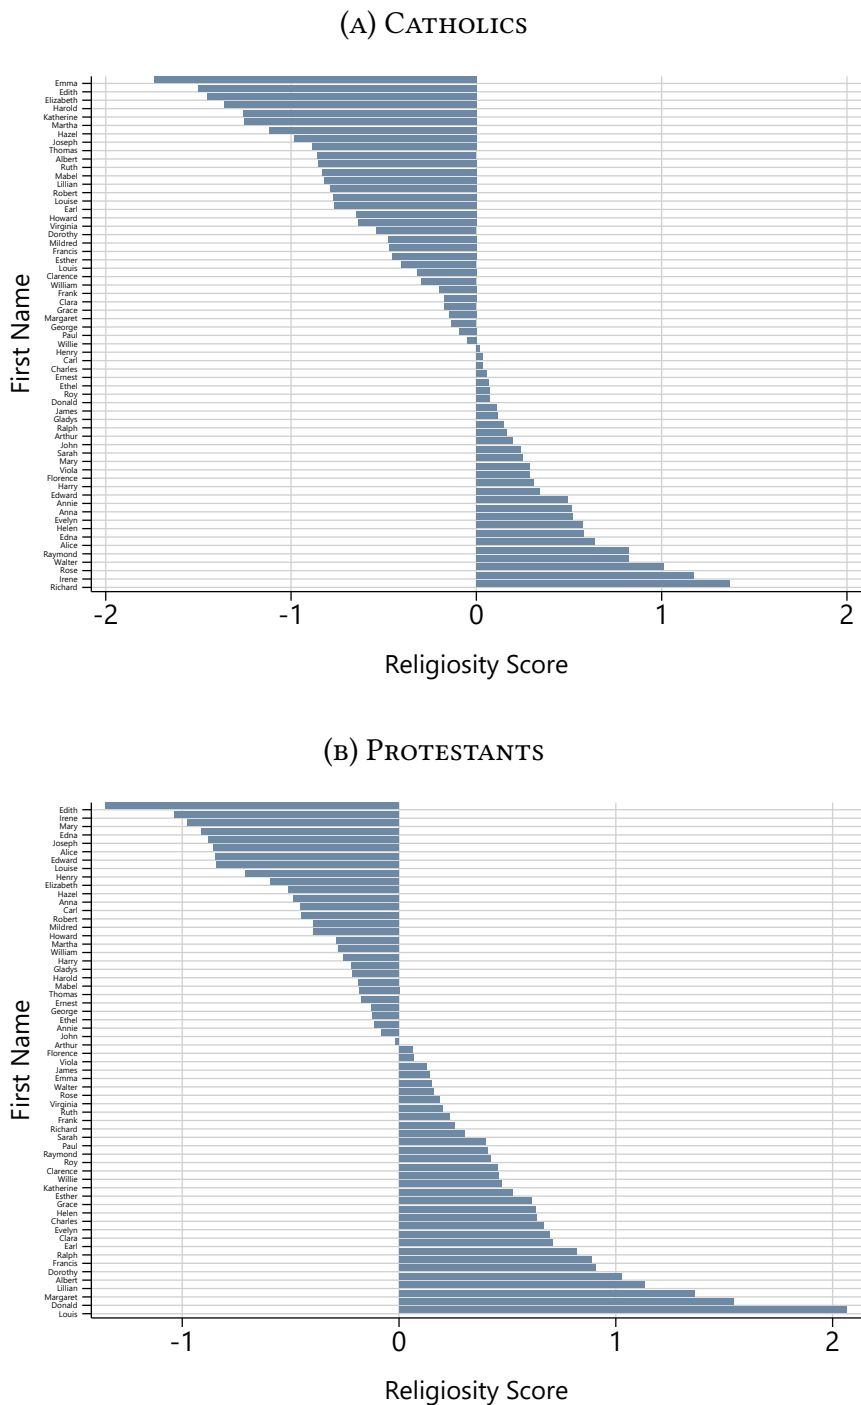 (A) CATHOLICS
Emma
Edith
Elizabeth
Harold
Katherine
Martha
Hazel
Joseph
Thomas
Albert
Ruth
Mabel
Lillian
Robert
Louise
Earl
Howard
Virginia
Dorothy
Mildred
Francis
Esther
Louis
Clarence
William
Frank
Clara
Grace
Margaret
George
Paul
Willie
Henry
Carl
Charles
Ernest
Ethel
Roy
Donald
James
Gladys
Ralph
Arthur
John
Sarah
Mary
Viola
Florence
Harry
Edward
Annie
Anna
Evelyn
Helen
Edna
Alice
Raymond
Walter
Rose
Irene
Richard
First Name
-2 -1 0 1 2
Religiosity Score
(B) PROTESTANTS
Edith
Irene
Mary
Edna
Joseph
Alice
Edward
Louise
Henry
Elizabeth
Hazel
Anna
Carl
Robert
Mildred
Howard
Martha
William
Harry
Gladys
Harold
Mabel
Thomas
Ernest
George
Ethel
Annie
John
Arthur
Florence
Viola
James
Emma
Walter
Rose
Virginia
Ruth
Frank
Richard
Sarah
Paul
Raymond
Roy
Clarence
Willie
Katherine
Esther
Grace
Helen
Charles
Evelyn
Clara
Earl
Ralph
Francis
Dorothy
Albert
Lillian
Margaret
Donald
Louis
First Name
-1 0 1 2
Religiosity Score